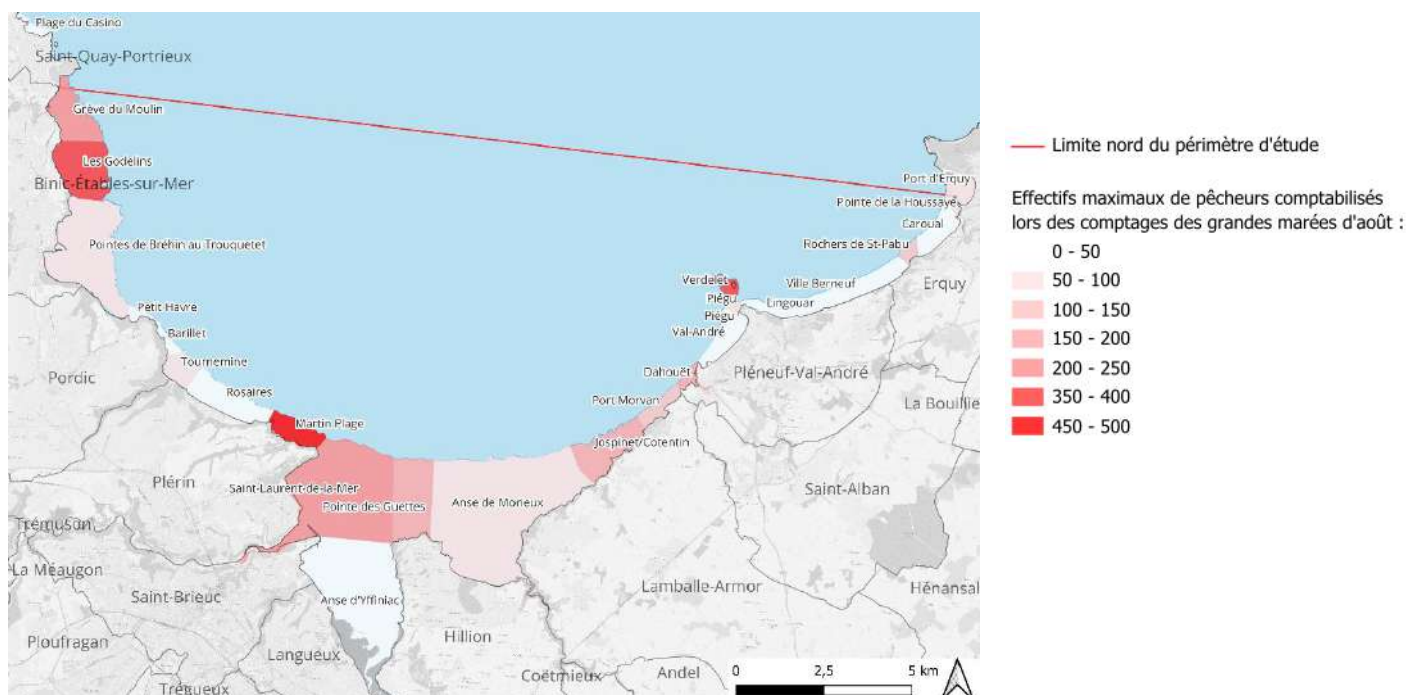 Plage du Casino
Saint-Quay-Portrieux
Grève du Moulin
Les Godelins
Binic-Étables-sur-Mer
Pointes de Bréhin au Trouquetet
Petit Havre
Barillet
Tournemine
Pordic
Rosaires
Martin Plage
Plérin
Saint-Laurent-de-la-Mer
Pointe des Guettes
Anse de Morieux
Trémuson
La Méaugon
Saint-Brieuc
Anse d'Yffiniac
Ploufragan
Langueux
Trégueux
Hillion
Coëtmieux
Andel
Lamballe-Armor
Hénansal
Saint-Alban
La Bouillie
Jospinet/Cotentin
Port Morvan
Dahouët
Pléneuf-Val-André
Val-André
Piégu
Piégu
Verdelet
Lingouar
Ville Berneuf
Erquy
Rochers de St-Pabu
Caroual
Pointe de la Houssaye
Port d'Erquy
0 2,5 5 km
Limite nord du périmètre d'étude
Effectifs maximaux de pêcheurs comptabilisés
lors des comptages des grandes marées d'août :
0 - 50
50 - 100
100 - 150
150 - 200
200 - 250
350 - 400
450 - 500